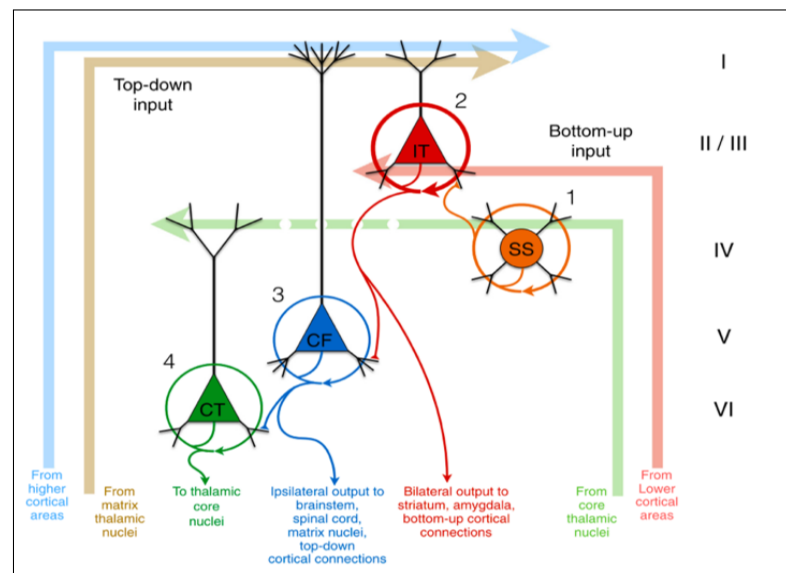 I
Top-down
input
2
II / III
IT
Bottom-up
input
1
SS
IV
3
V
CF
4
CT
VI
From
higher
cortical
areas
From
matrix
thalamic
nuclei
To thalamic
core
nuclei
Ipsilateral output to
brainstem,
spinal cord,
matrix nuclei,
top-down
cortical connections
Bilateral output to
striatum, amygdala,
bottom-up cortical
connections
From
core
thalamic
nuclei
From
Lower
cortical
areas